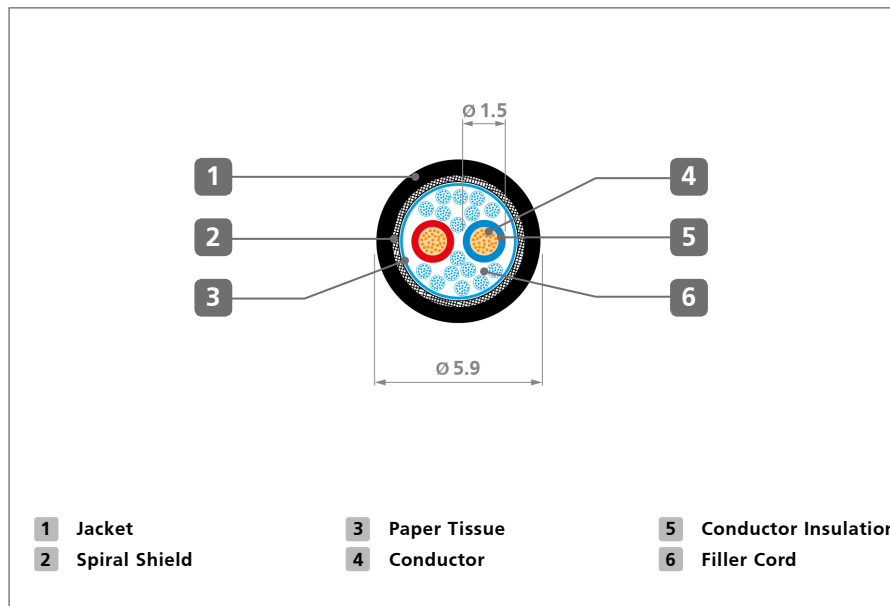 Ø 1.5
1
4
2
5
3
6
Ø 5.9
1 Jacket
3 Paper Tissue
5 Conductor Insulation
2 Spiral Shield
4 Conductor
6 Filler Cord